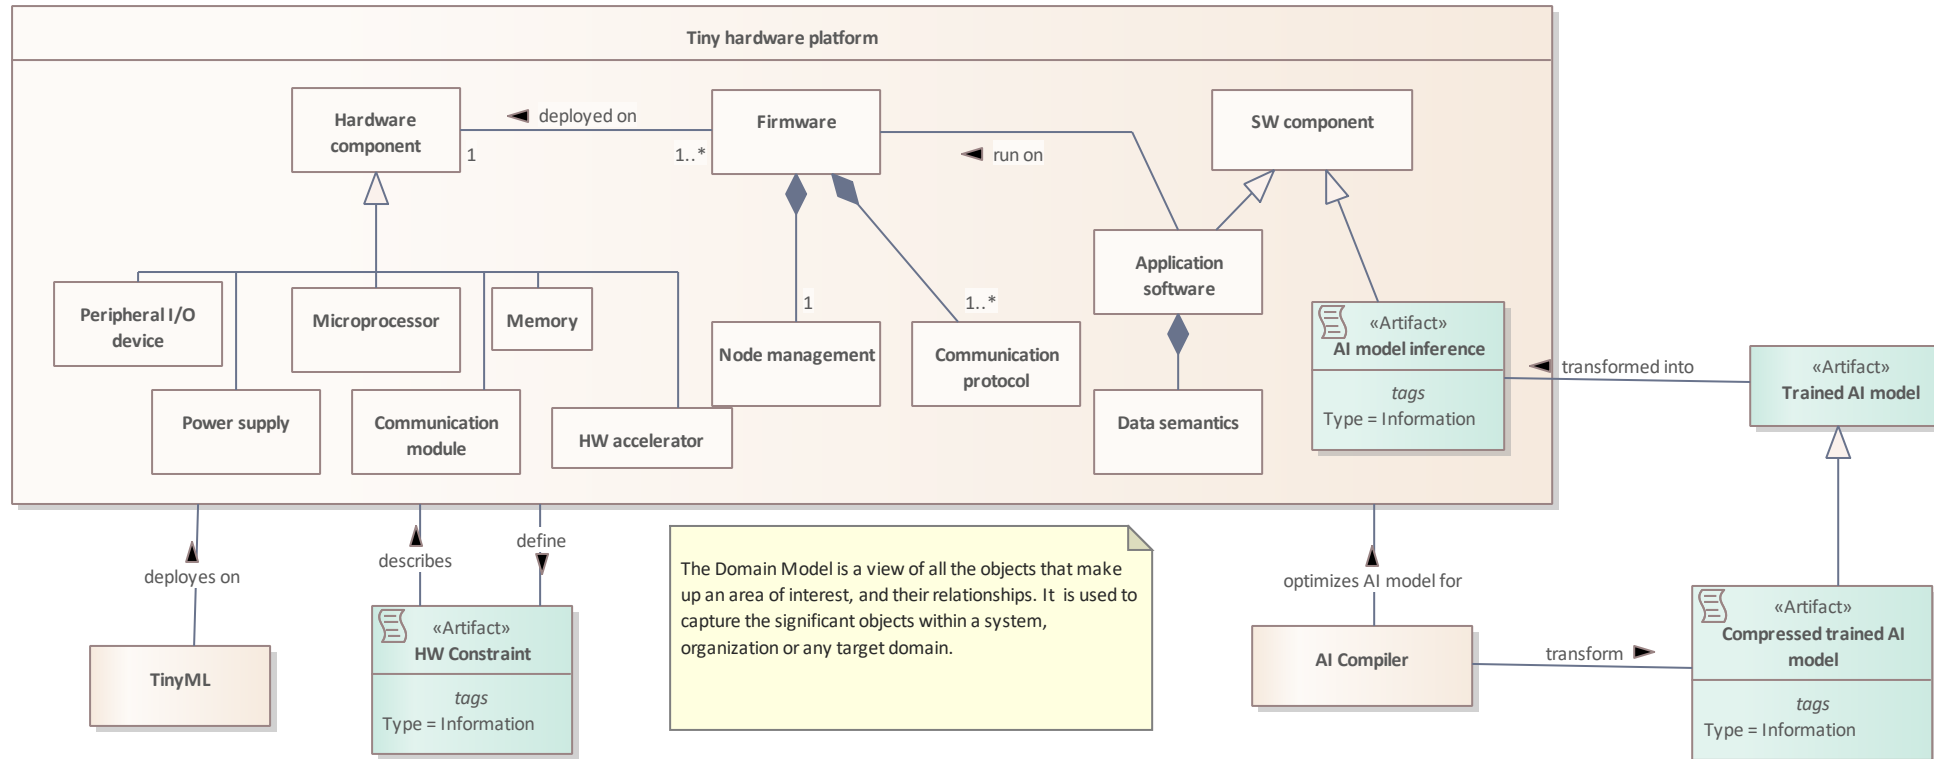 Tiny hardware platform
Hardware
component
deployed on
1
1..*
Firmware
run on
SW component
Peripheral I/O
device
Microprocessor
Memory
Power supply
Communication
module
HW accelerator
1
Node management
1..*
Communication
protocol
Application
software
Data semantics
«Artifact»
AI model inference
tags
Type = Information
transformed into
«Artifact»
Trained AI model
deployes on
describes
define
TinyML
«Artifact»
HW Constraint
tags
Type = Information
The Domain Model is a view of all the objects that make
up an area of interest, and their relationships. It is used to
capture the significant objects within a system,
organization or any target domain.
optimizes AI model for
AI Compiler
transform
«Artifact»
Compressed trained AI
model
tags
Type = Information